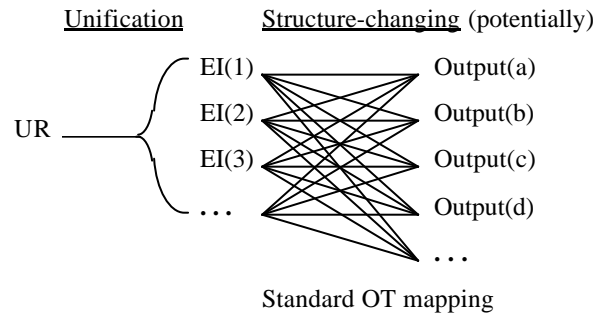 Unification Structure-changing (potentially)
EI(1) Output(a)
EI(2) Output(b)
UR
EI(3) Output(c)
... Output(d)
...
Standard OT mapping